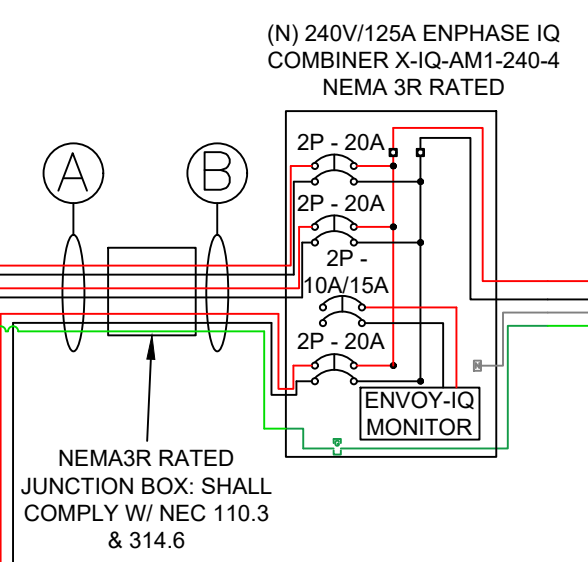 (N) 240V/125A ENPHASE IQ
COMBINER X-IQ-AM1-240-4
NEMA 3R RATED
A
B
2P - 20A
2P - 20A
2P -
10A/15A
2P - 20A
N
ENVOY-IQ
MONITOR
NEMA3R RATED
JUNCTION BOX: SHALL
COMPLY W/ NEC 110.3
& 314.6